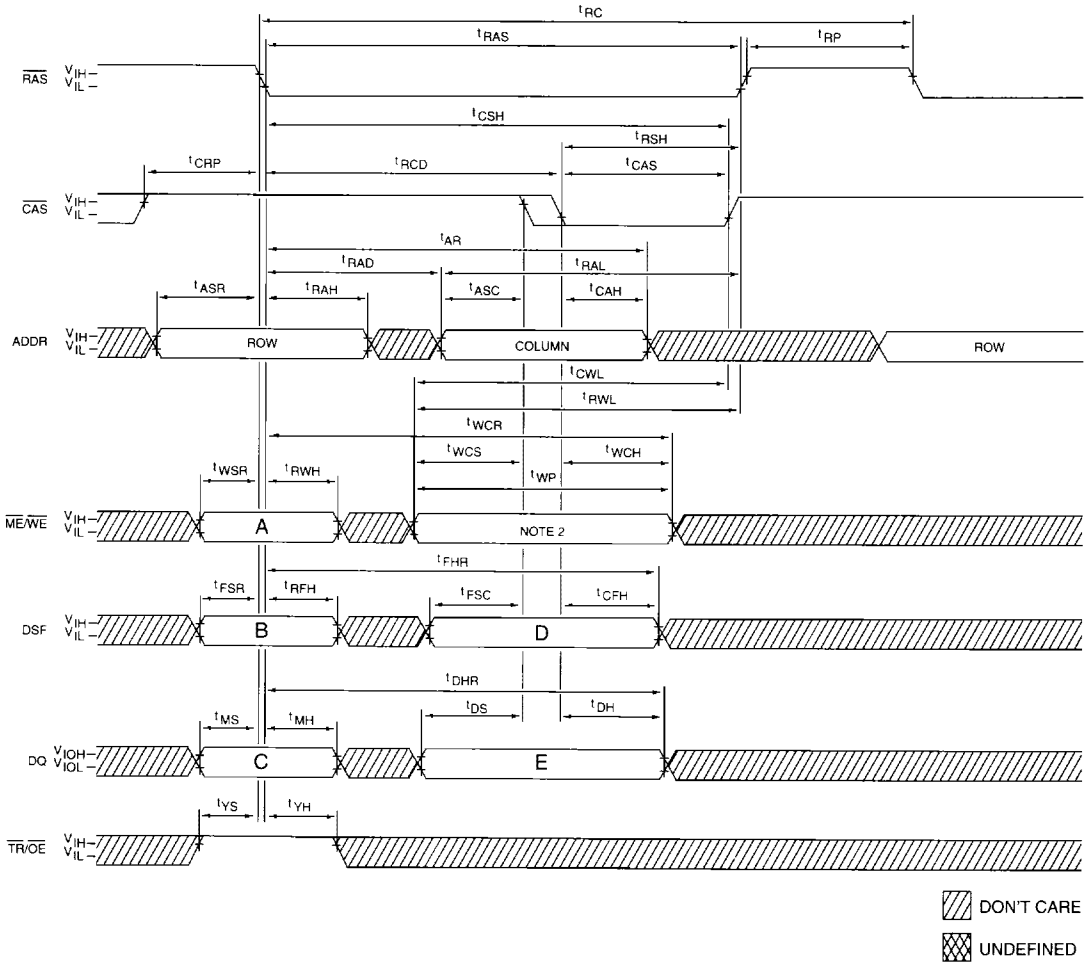 tRC
tRAS
tRP
RAS VIH VIL
tCSH
tRSH
tCRP
tRCD
tCAS
CAS VIH VIL
tAR
tRAD
tRAL
tASR
tRAH
tASC
tCAH
ADDR VIH VIL
ROW
COLUMN
ROW
tCWL
tRWL
tWCR
tWCS
tWCH
tWSR
tRWH
tWP
ME/WE VIH VIL
A
NOTE 2
tFHR
tFSR
tRFH
tFSC
tCFH
DSF VIH VIL
B
D
tDHR
tDS
tDH
tMS
tMH
DQ VIOH VIOL
C
E
tYS
tYH
TR/OE VIH VIL
DON'T CARE
UNDEFINED